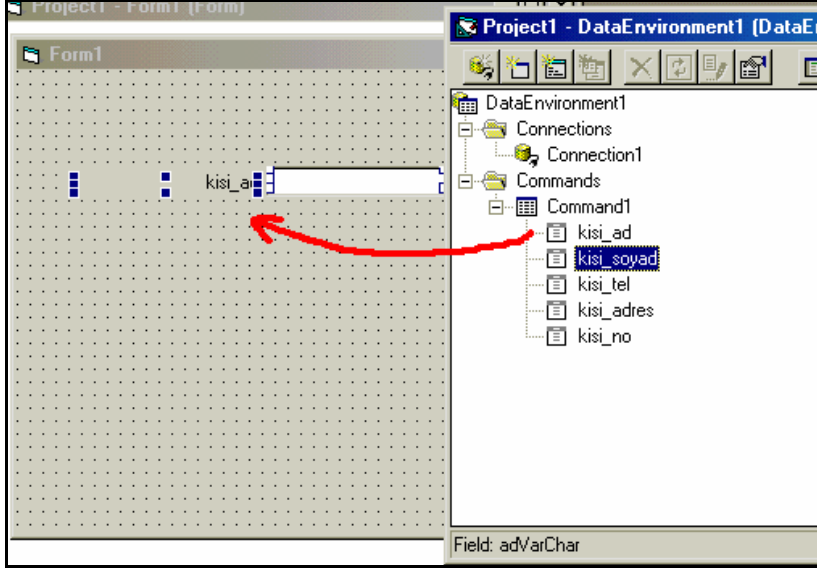 Project1 - Form1 (Form)
Form1
kisi_a
Project1 - DataEnvironment1 (DataE
DataEnvironment1
Connections
Connection1
Commands
Command1
kisi_ad
kisi_soyad
kisi_tel
kisi_adres
kisi_no
Field: adVarChar